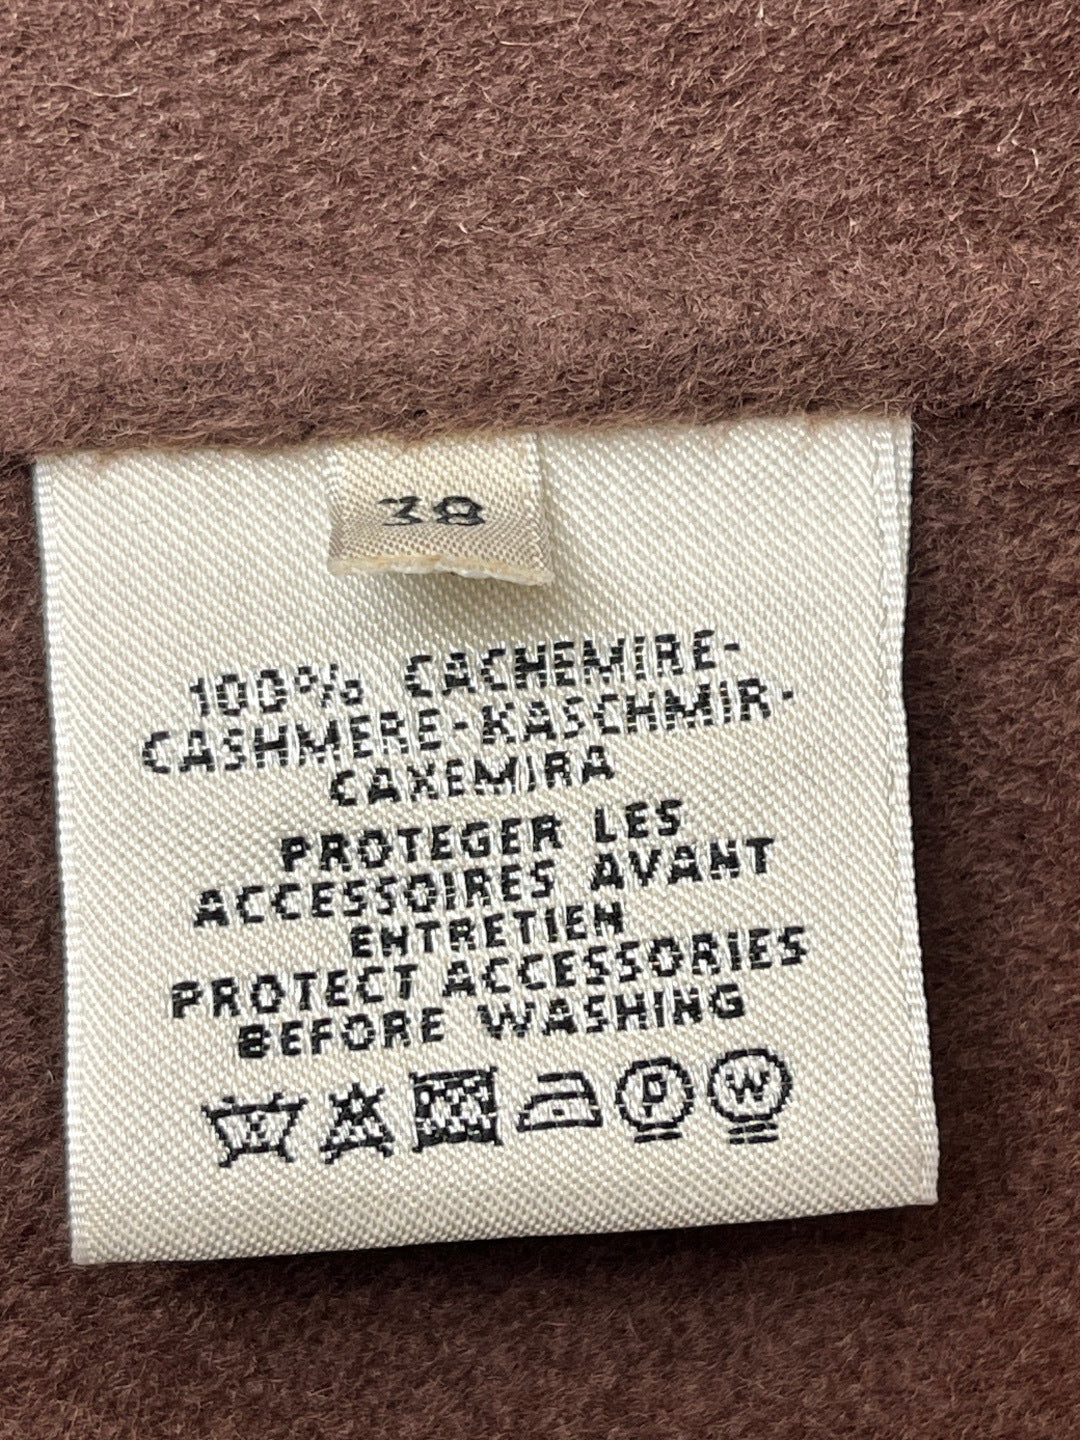 38
100% CACHEMIRE-
CASHMERE-KASCHMIR-
CAXEMIRA
PROTEGER LES
ACCESSOIRES AVANT
ENTRETIEN
PROTECT ACCESSORIES
BEFORE WASHING
P W